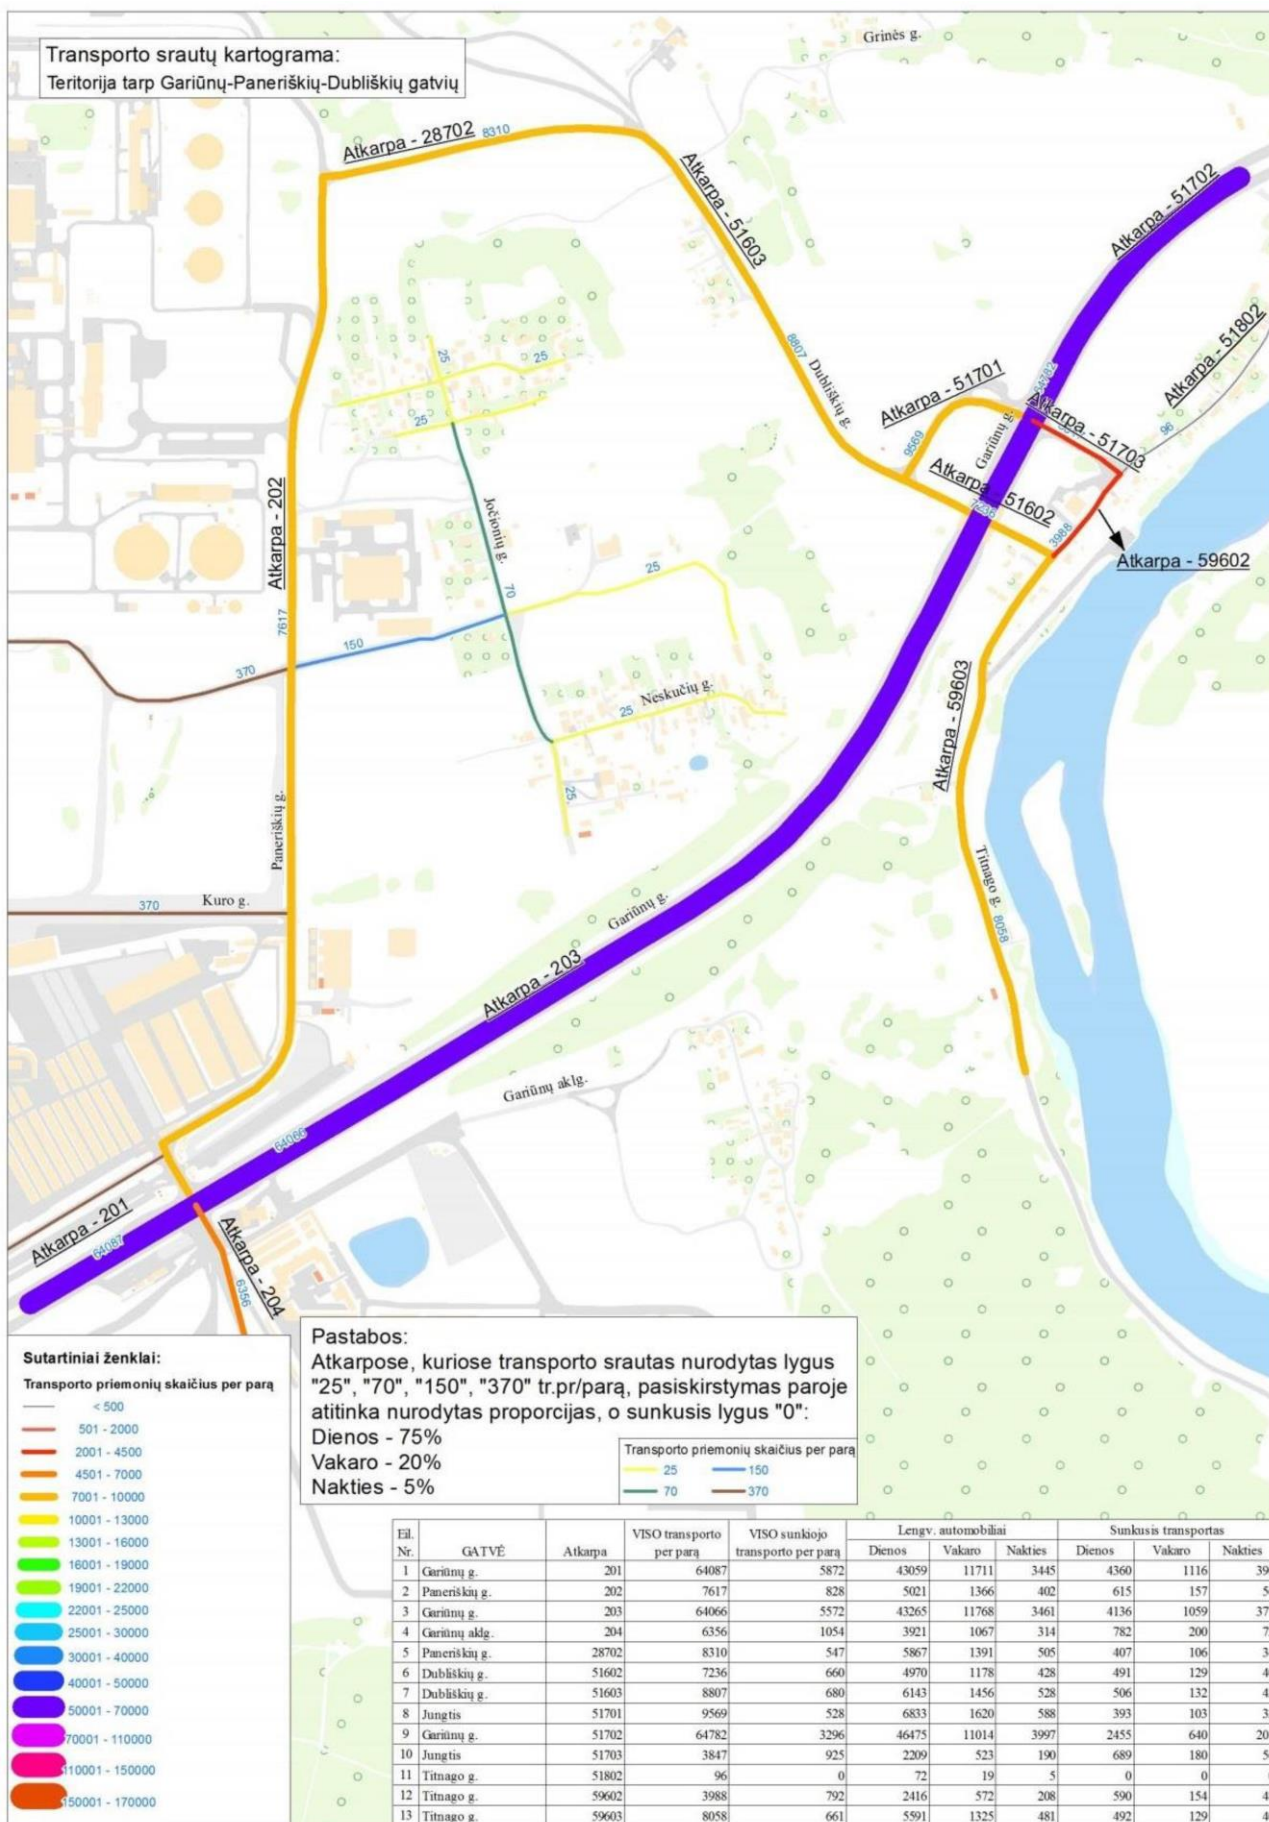 Transporto srautų kartograma:
Teritorija tarp Gariūnų-Paneriškių-Dubliškių gatvių
Grinės g.
Atkarpa - 28702
8310
Atkarpa - 51603
Atkarpa - 51702
8807
Dubliškių g.
Atkarpa - 51802
96
64782
Atkarpa - 51701
Atkarpa - 51703
9569
Gariūnų g.
Atkarpa - 51602
7236
3988
Atkarpa - 59602
25
25
25
Jočionių g.
Atkarpa - 202
70
25
7617
150
370
Neskučių g.
25
25
Atkarpa - 59603
Paneriškių g.
Titnago g.
8058
Kuro g.
370
Gariūnų g.
Atkarpa - 203
Gariūnų aklg.
64066
Atkarpa - 201
64087
Atkarpa - 204
6356
Pastabos:
Atkarpose, kuriose transporto srautas nurodytas lygus
"25", "70", "150", "370" tr.pr/parą, pasiskirstymas paroje
atitinka nurodytas proporcijas, o sunkusis lygus "0":
Dienos - 75%
Vakaro - 20%
Nakties - 5%
Transporto priemonių skaičius per parą
25 150
70 370
Sutartiniai ženklai:
Transporto priemonių skaičius per parą
< 500
501 - 2000
2001 - 4500
4501 - 7000
7001 - 10000
10001 - 13000
13001 - 16000
16001 - 19000
19001 - 22000
22001 - 25000
25001 - 30000
30001 - 40000
40001 - 50000
50001 - 70000
70001 - 110000
110001 - 150000
150001 - 170000
Eil. Nr. GATVĖ Atkarpa VISO transporto per parą VISO sunkiojo transporto per parą Lengv. automobiliai Sunkusis transportas
Dienos Vakaro Nakties Dienos Vakaro Nakties
1 Gariūnų g. 201 64087 5872 43059 11711 3445 4360 1116 39
2 Paneriškių g. 202 7617 828 5021 1366 402 615 157 5
3 Gariūnų g. 203 64066 5572 43265 11768 3461 4136 1059 37
4 Gariūnų aklg. 204 6356 1054 3921 1067 314 782 200 7
5 Paneriškių g. 28702 8310 547 5867 1391 505 407 106 3
6 Dubliškių g. 51602 7236 660 4970 1178 428 491 129 4
7 Dubliškių g. 51603 8807 680 6143 1456 528 506 132 4
8 Jungtis 51701 9569 528 6833 1620 588 393 103 3
9 Gariūnų g. 51702 64782 3296 46475 11014 3997 2455 640 20
10 Jungtis 51703 3847 925 2209 523 190 689 180 5
11 Titnago g. 51802 96 0 72 19 5 0 0
12 Titnago g. 59602 3988 792 2416 572 208 590 154 4
13 Titnago g. 59603 8058 661 5591 1325 481 492 129 4